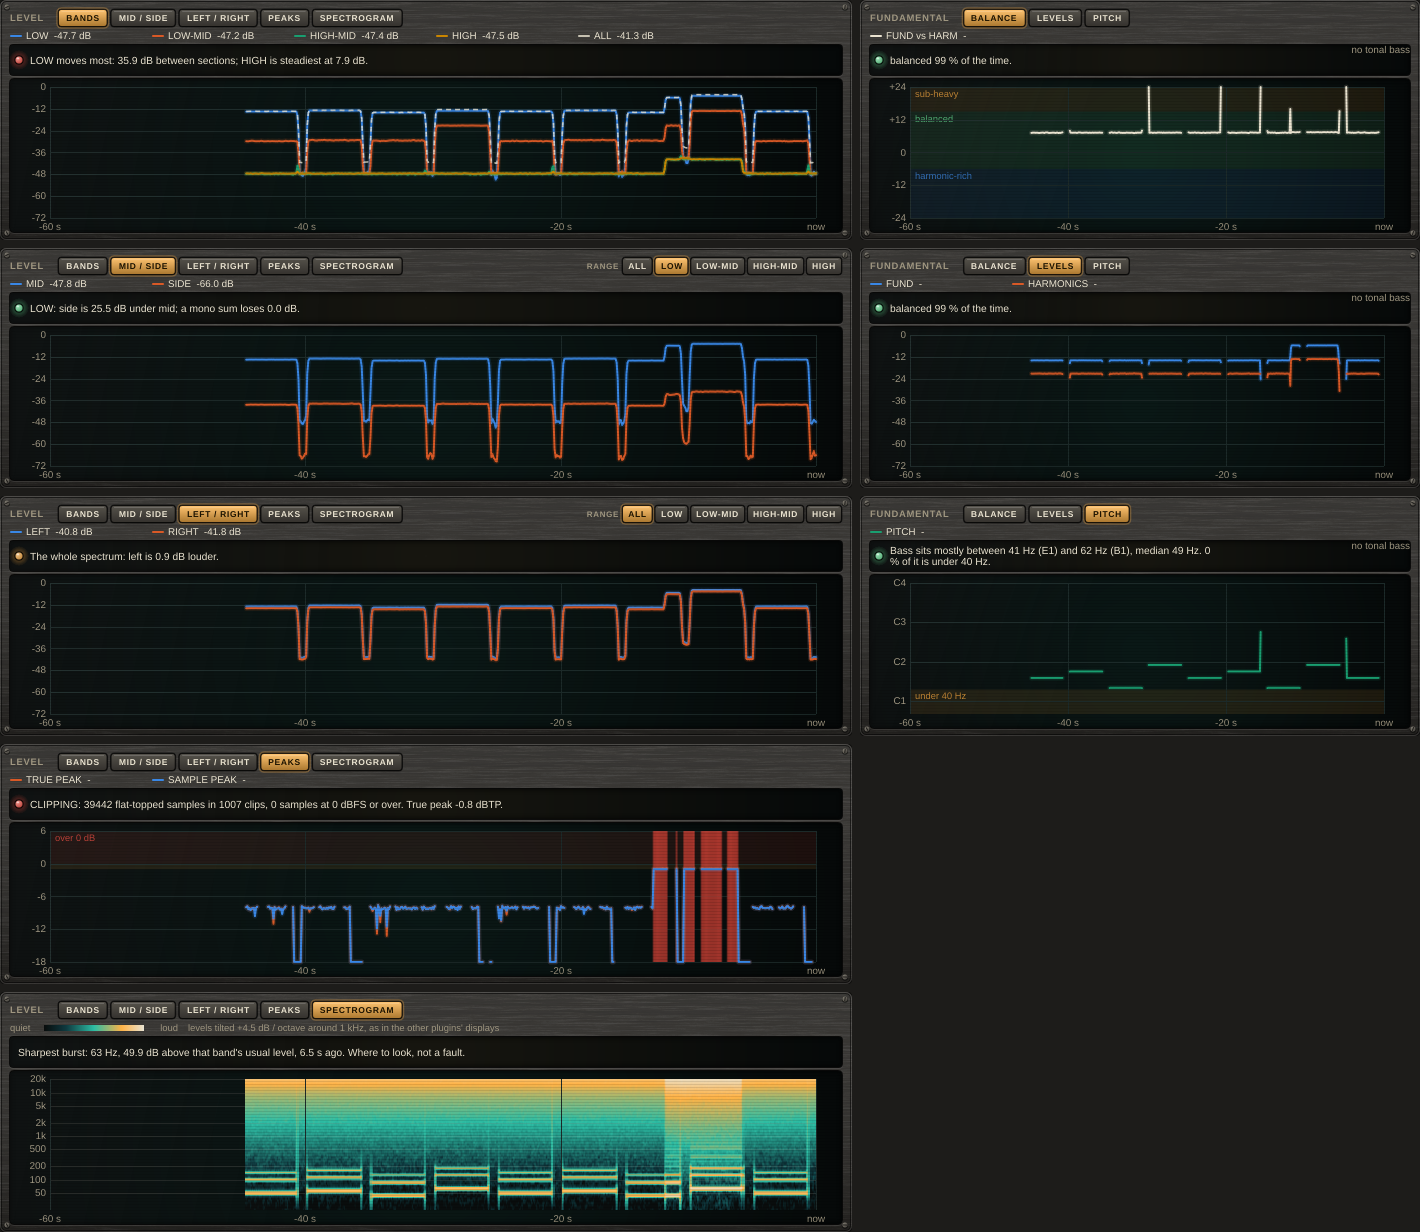 LEVEL BANDS MID / SIDE LEFT / RIGHT PEAKS SPECTROGRAM
LOW -47.7 dB LOW-MID -47.2 dB HIGH-MID -47.4 dB HIGH -47.5 dB ALL -41.3 dB
LOW moves most: 35.9 dB between sections; HIGH is steadiest at 7.9 dB.
0
-12
-24
-36
-48
-60
-72
-60 s -40 s -20 s now
FUNDAMENTAL BALANCE LEVELS PITCH
FUND vs HARM -
no tonal bass
balanced 99 % of the time.
+24
sub-heavy
+12
balanced
0
-12
harmonic-rich
-24
-60 s -40 s -20 s now
LEVEL BANDS MID / SIDE LEFT / RIGHT PEAKS SPECTROGRAM RANGE ALL LOW LOW-MID HIGH-MID HIGH
MID -47.8 dB SIDE -66.0 dB
LOW: side is 25.5 dB under mid; a mono sum loses 0.0 dB.
0
-12
-24
-36
-48
-60
-72
-60 s -40 s -20 s now
FUNDAMENTAL BALANCE LEVELS PITCH
FUND - HARMONICS -
no tonal bass
balanced 99 % of the time.
0
-12
-24
-36
-48
-60
-72
-60 s -40 s -20 s now
LEVEL BANDS MID / SIDE LEFT / RIGHT PEAKS SPECTROGRAM RANGE ALL LOW LOW-MID HIGH-MID HIGH
LEFT -40.8 dB RIGHT -41.8 dB
The whole spectrum: left is 0.9 dB louder.
0
-12
-24
-36
-48
-60
-72
-60 s -40 s -20 s now
FUNDAMENTAL BALANCE LEVELS PITCH
PITCH -
no tonal bass
Bass sits mostly between 41 Hz (E1) and 62 Hz (B1), median 49 Hz. 0
% of it is under 40 Hz.
C4
C3
C2
under 40 Hz
C1
-60 s -40 s -20 s now
LEVEL BANDS MID / SIDE LEFT / RIGHT PEAKS SPECTROGRAM
TRUE PEAK - SAMPLE PEAK -
CLIPPING: 39442 flat-topped samples in 1007 clips, 0 samples at 0 dBFS or over. True peak -0.8 dBTP.
6
over 0 dB
0
-6
-12
-18
-60 s -40 s -20 s now
LEVEL BANDS MID / SIDE LEFT / RIGHT PEAKS SPECTROGRAM
quiet loud levels tilted +4.5 dB / octave around 1 kHz, as in the other plugins' displays
Sharpest burst: 63 Hz, 49.9 dB above that band's usual level, 6.5 s ago. Where to look, not a fault.
20k
10k
5k
2k
1k
500
200
100
50
-60 s -40 s -20 s now